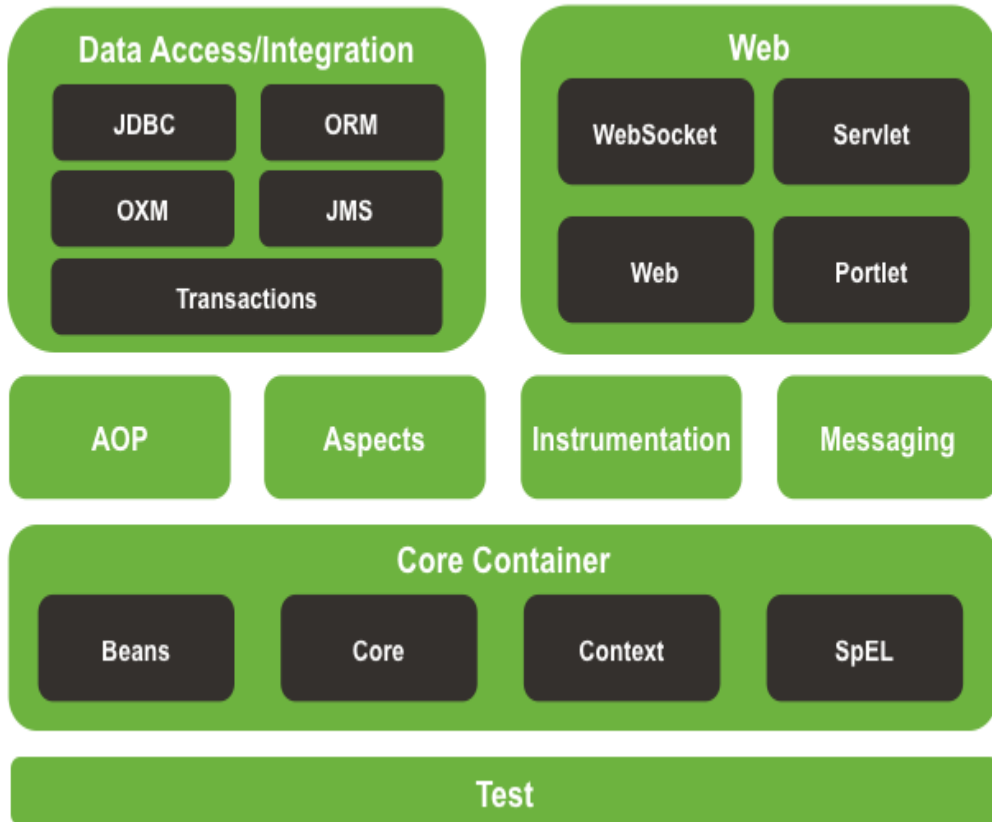 Data Access/Integration
JDBC
ORM
OXM
JMS
Transactions
Web
WebSocket
Servlet
Web
Portlet
AOP
Aspects
Instrumentation
Messaging
Core Container
Beans
Core
Context
SpEL
Test